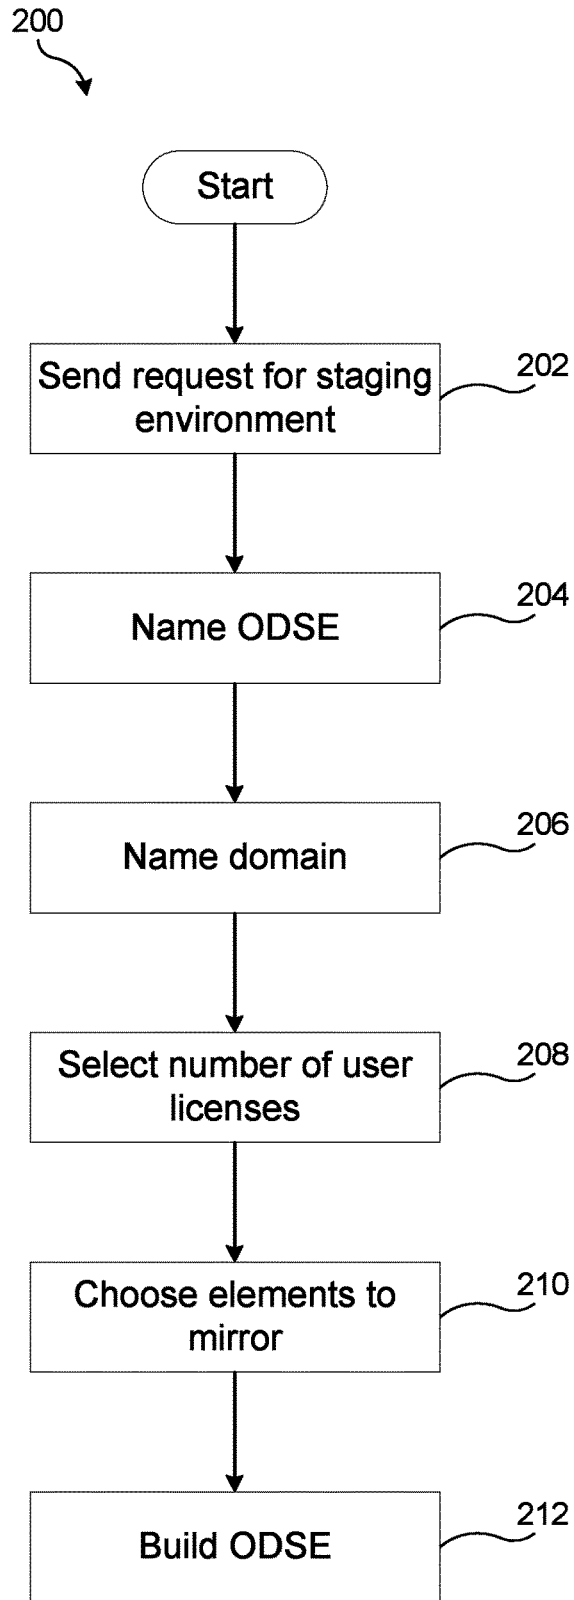 200
Start
Send request for staging
environment
202
Name ODSE
204
Name domain
206
Select number of user
licenses
208
Choose elements to
mirror
210
Build ODSE
212